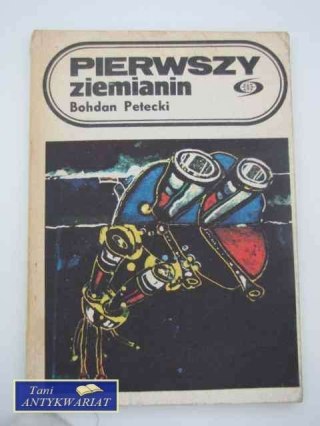 PIERWSZY
ziemianin
Bohdan Petecki
Tani
ANTYKWARIAT